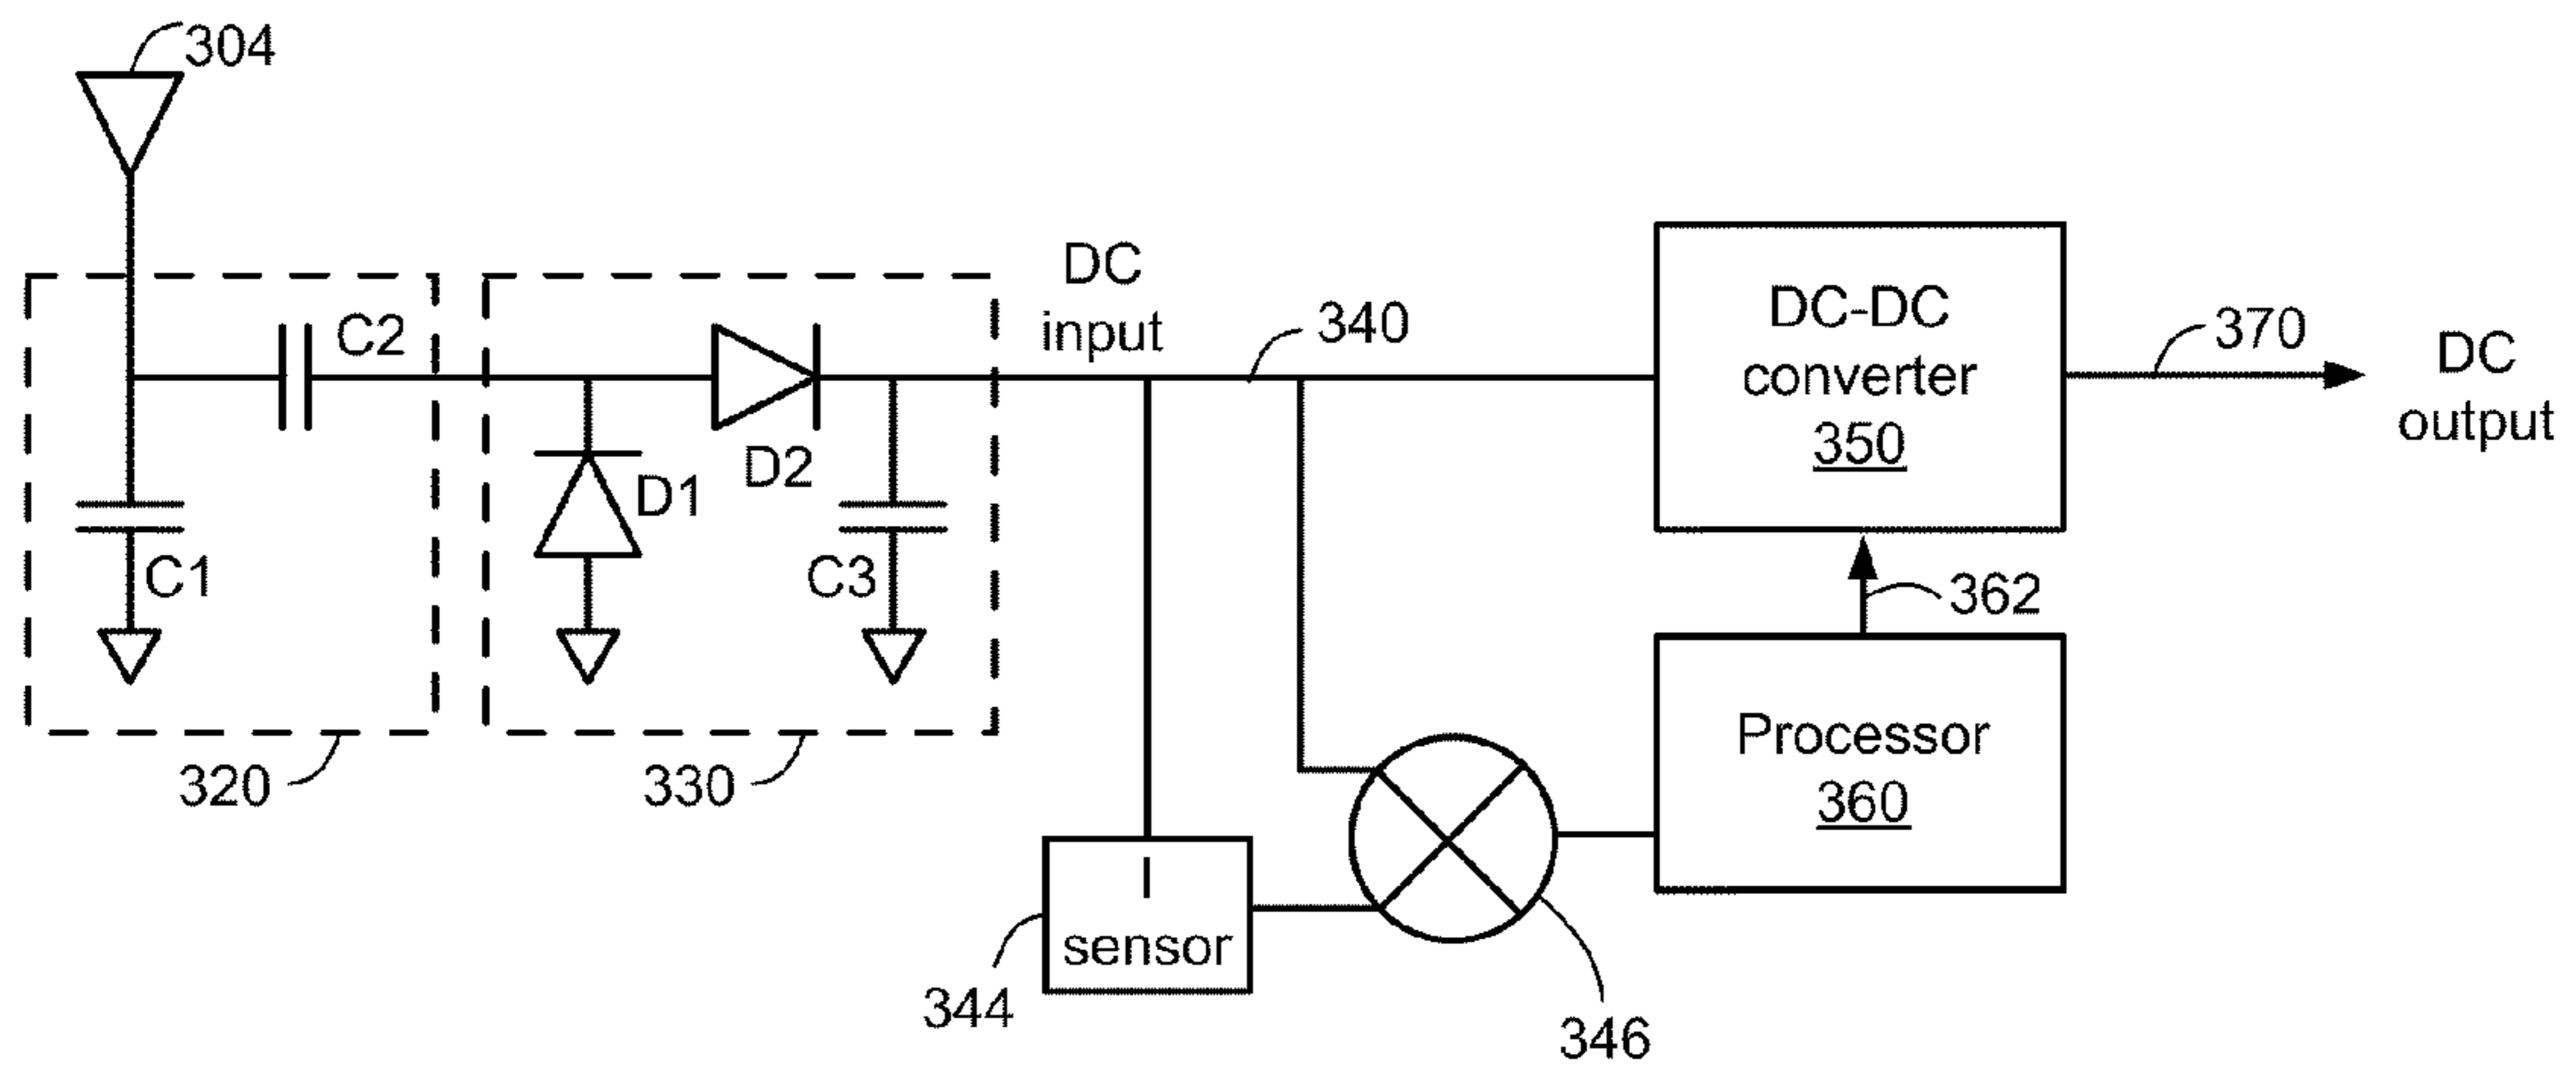 304
C2
C1
320
D1
D2
C3
330
DC
input
340
I
sensor
344
346
DC-DC
converter
350
362
Processor
360
370
DC
output